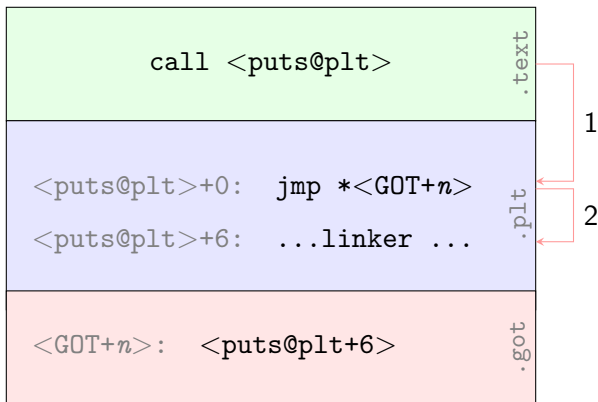 call <puts@plt>
.text
1
<puts@plt>+0: jmp *<GOT+n>
<puts@plt>+6: ...linker ...
.plt
2
<GOT+n>: <puts@plt+6>
.got